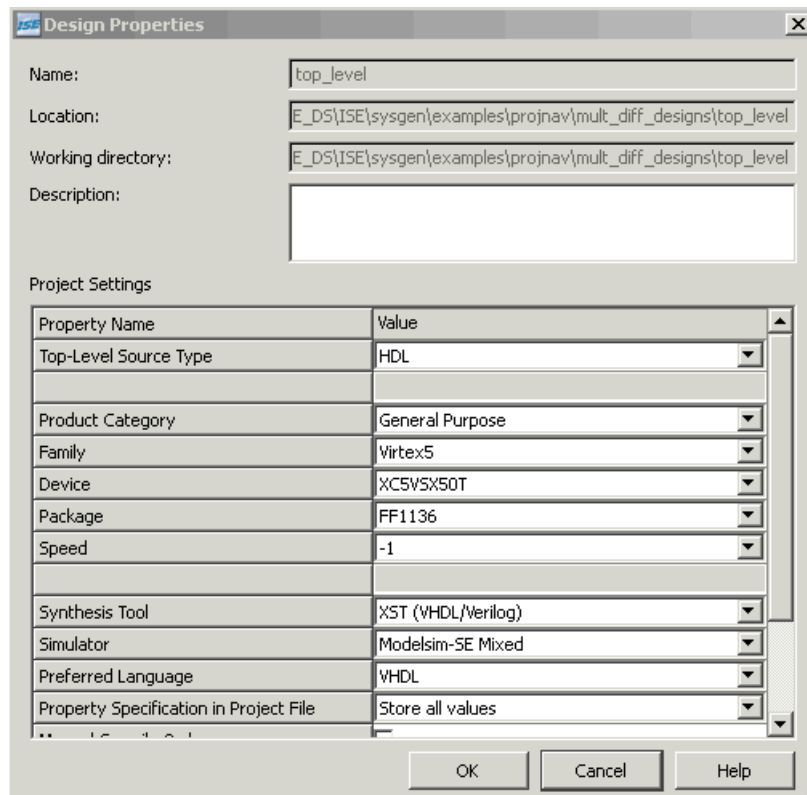 ISE Design Properties
Name: top_level
Location: E_DS\ISE\sysgen\examples\projnav\mult_diff_designs\top_level
Working directory: E_DS\ISE\sysgen\examples\projnav\mult_diff_designs\top_level
Description:
Project Settings
Property Name Value
Top-Level Source Type HDL
Product Category General Purpose
Family Virtex5
Device XC5VSX50T
Package FF1136
Speed -1
Synthesis Tool XST (VHDL/Verilog)
Simulator Modelsim-SE Mixed
Preferred Language VHDL
Property Specification in Project File Store all values
OK Cancel Help